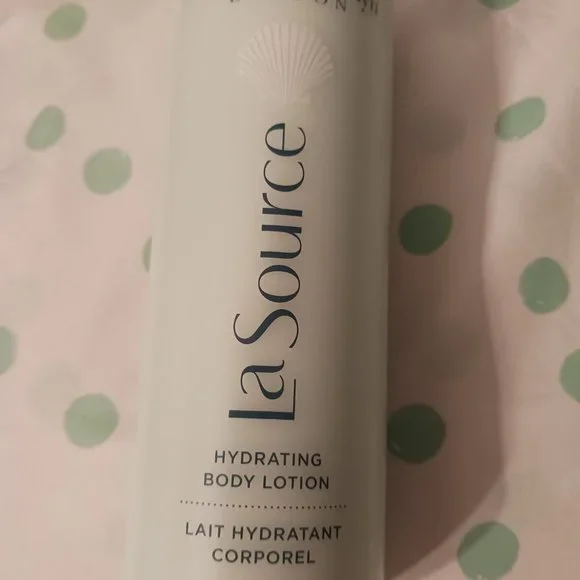 La Source
HYDRATING
BODY LOTION
LAIT HYDRATANT
CORPOREL